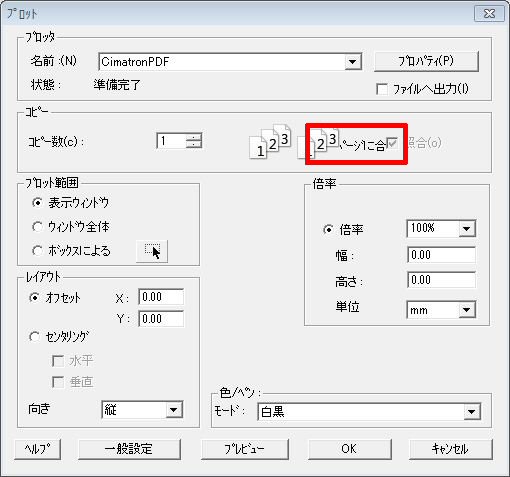 プロット
プロッタ
名前:(N) CimatronPDF プロパティ(P)
状態: 準備完了 ファイルへ出力(I)
コピー
コピー数(c): 1 1 2 3 1 2 3 ページに合 照合(o)
プロット範囲
表示ウィンドウ
ウィンドウ全体
ボックスによる
倍率
倍率 100%
幅: 0.00
高さ: 0.00
単位 mm
レイアウト
オフセット X: 0.00
Y: 0.00
センタリング
水平
垂直
向き 縦
色/ペン:
モード: 白黒
ヘルプ 一般設定 プレビュー OK キャンセル